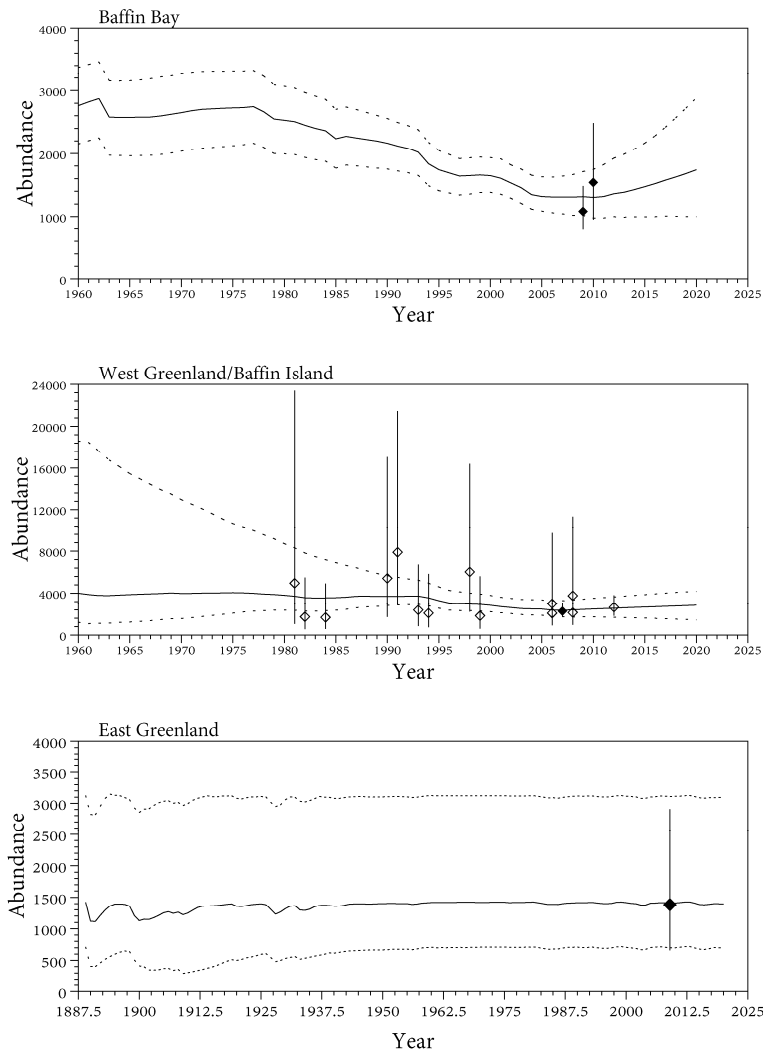 Baffin Bay
4000
3000
2000
1000
0
Abundance
1960 1965 1970 1975 1980 1985 1990 1995 2000 2005 2010 2015 2020 2025
Year
West Greenland/Baffin Island
24000
20000
16000
12000
8000
4000
0
Abundance
1960 1965 1970 1975 1980 1985 1990 1995 2000 2005 2010 2015 2020 2025
Year
East Greenland
4000
3500
3000
2500
2000
1500
1000
500
0
Abundance
1887.5 1900 1912.5 1925 1937.5 1950 1962.5 1975 1987.5 2000 2012.5 2025
Year